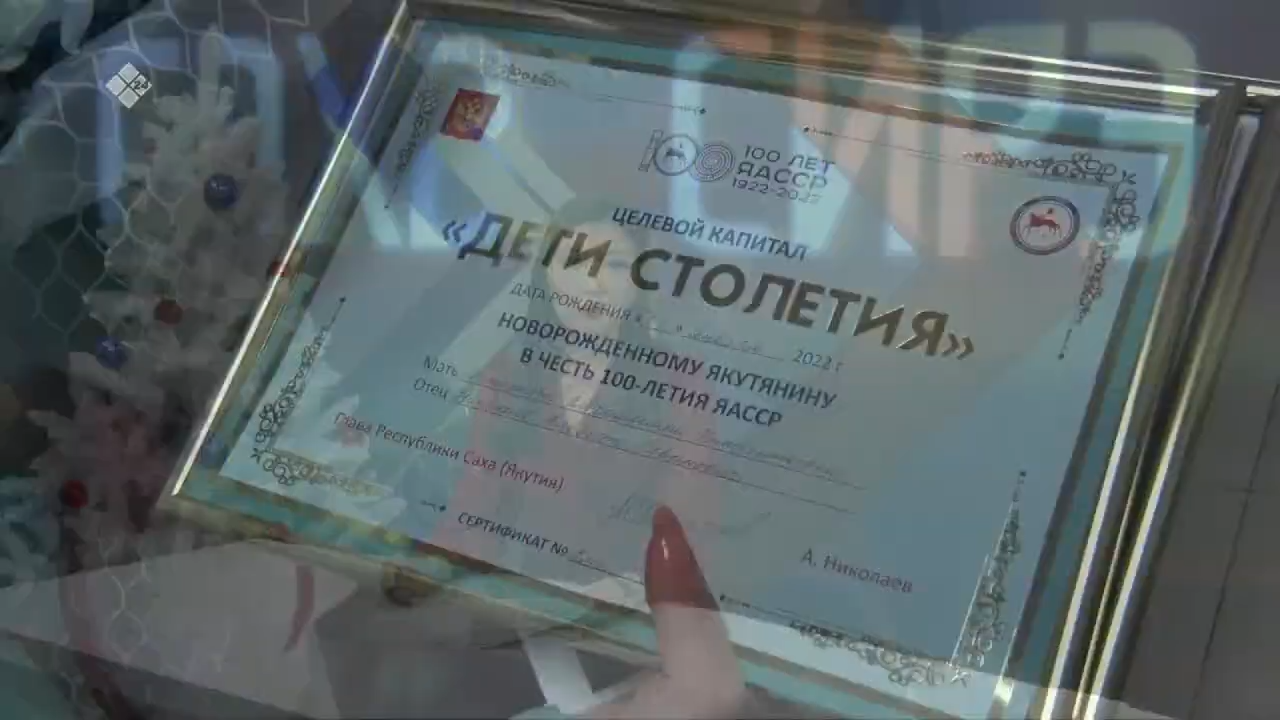 24
100 ЛЕТ
ЯАССР
1922-2022
ЦЕЛЕВОЙ КАПИТАЛ
«ДЕТИ СТОЛЕТИЯ»
ДАТА РОЖДЕНИЯ « » 2022 г
НОВОРОЖДЕННОМУ ЯКУТЯНИНУ
В ЧЕСТЬ 100-ЛЕТИЯ ЯАССР
Мать
Отец
Глава Республики Саха (Якутия)
А. Николаев
СЕРТИФИКАТ №